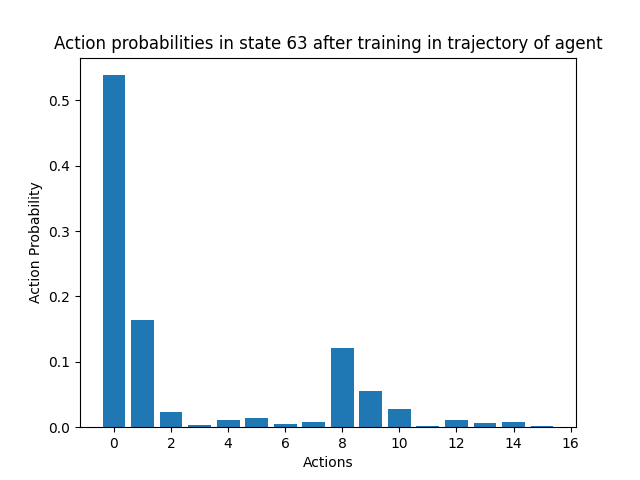 Action probabilities in state 63 after training in trajectory of agent
Action Probability
0.5
0.4
0.3
0.2
0.1
0.0
0 2 4 6 8 10 12 14 16
Actions